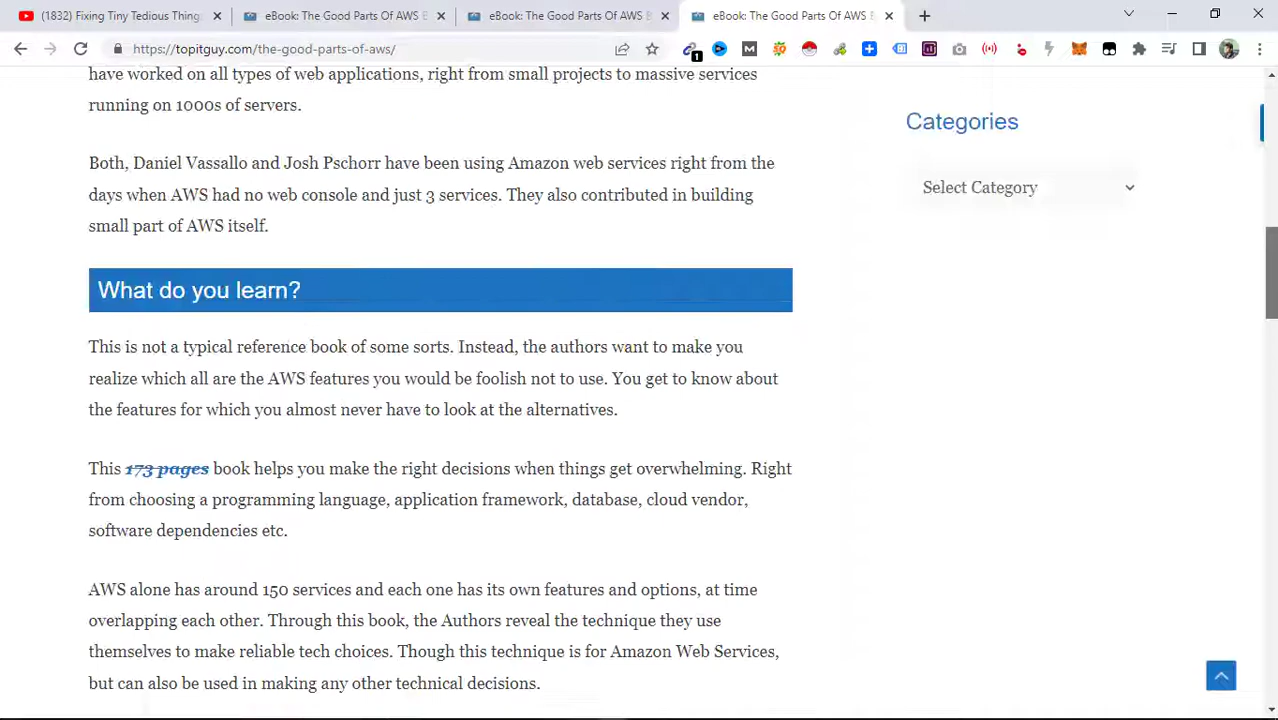 (1832) Fixing Tiny Tedious Thing
eBook: The Good Parts Of AWS E
eBook: The Good Parts Of AWS E
eBook: The Good Parts Of AWS E
https://topitguy.com/the-good-parts-of-aws/
1
have worked on all types of web applications, right from small projects to massive services
running on 1000s of servers.
Both, Daniel Vassallo and Josh Pschorr have been using Amazon web services right from the
days when AWS had no web console and just 3 services. They also contributed in building
small part of AWS itself.
What do you learn?
This is not a typical reference book of some sorts. Instead, the authors want to make you
realize which all are the AWS features you would be foolish not to use. You get to know about
the features for which you almost never have to look at the alternatives.
This 173 pages book helps you make the right decisions when things get overwhelming. Right
from choosing a programming language, application framework, database, cloud vendor,
software dependencies etc.
AWS alone has around 150 services and each one has its own features and options, at time
overlapping each other. Through this book, the Authors reveal the technique they use
themselves to make reliable tech choices. Though this technique is for Amazon Web Services,
but can also be used in making any other technical decisions.
Categories
Select Category